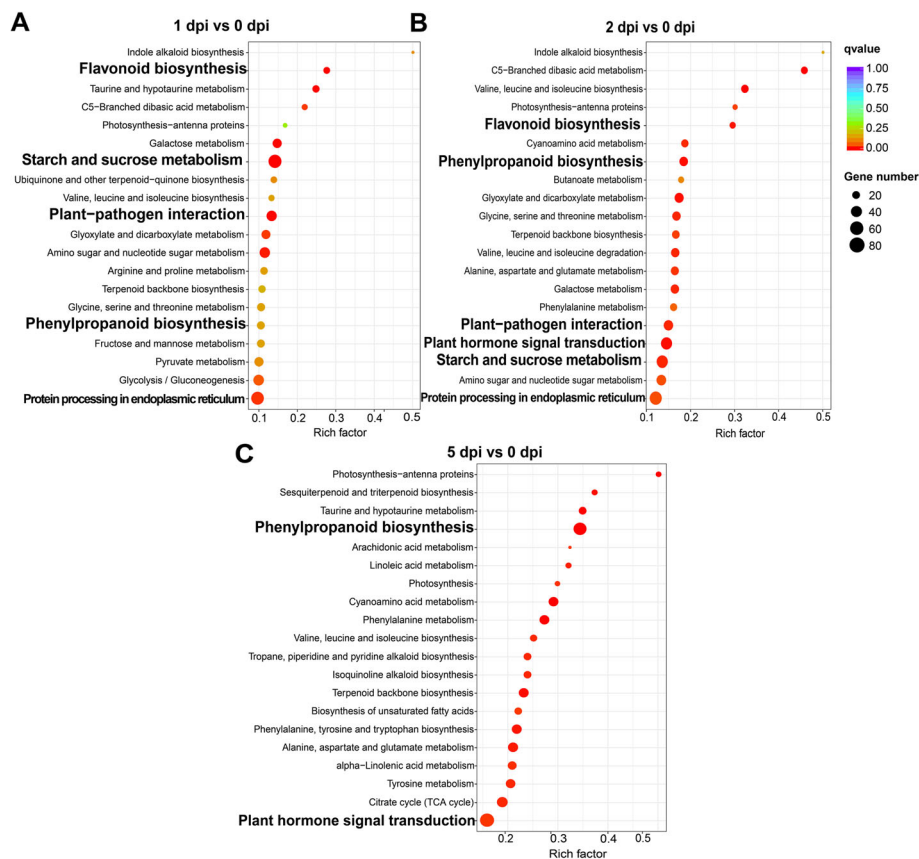 A
1 dpi vs 0 dpi
Indole alkaloid biosynthesis
Flavonoid biosynthesis
Taurine and hypotaurine metabolism
C5−Branched dibasic acid metabolism
Photosynthesis−antenna proteins
Galactose metabolism
Starch and sucrose metabolism
Ubiquinone and other terpenoid−quinone biosynthesis
Valine, leucine and isoleucine biosynthesis
Plant−pathogen interaction
Glyoxylate and dicarboxylate metabolism
Amino sugar and nucleotide sugar metabolism
Arginine and proline metabolism
Terpenoid backbone biosynthesis
Glycine, serine and threonine metabolism
Phenylpropanoid biosynthesis
Fructose and mannose metabolism
Pyruvate metabolism
Glycolysis / Gluconeogenesis
Protein processing in endoplasmic reticulum
0.1 0.2 0.3 0.3 0.5
Rich factor
B
2 dpi vs 0 dpi
Indole alkaloid biosynthesis
C5−Branched dibasic acid metabolism
Valine, leucine and isoleucine biosynthesis
Photosynthesis−antenna proteins
Flavonoid biosynthesis
Cyanoamino acid metabolism
Phenylpropanoid biosynthesis
Butanoate metabolism
Glyoxylate and dicarboxylate metabolism
Glycine, serine and threonine metabolism
Terpenoid backbone biosynthesis
Valine, leucine and isoleucine degradation
Alanine, aspartate and glutamate metabolism
Galactose metabolism
Phenylalanine metabolism
Plant−pathogen interaction
Plant hormone signal transduction
Starch and sucrose metabolism
Amino sugar and nucleotide sugar metabolism
Protein processing in endoplasmic reticulum
0.1 0.2 0.3 0.3 0.5
Rich factor
qvalue
1.00
0.75
0.50
0.25
0.00
Gene number
20
40
60
80
C
5 dpi vs 0 dpi
Photosynthesis−antenna proteins
Sesquiterpenoid and triterpenoid biosynthesis
Taurine and hypotaurine metabolism
Phenylpropanoid biosynthesis
Arachidonic acid metabolism
Linoleic acid metabolism
Photosynthesis
Cyanoamino acid metabolism
Phenylalanine metabolism
Valine, leucine and isoleucine biosynthesis
Tropane, piperidine and pyridine alkaloid biosynthesis
Isoquinoline alkaloid biosynthesis
Terpenoid backbone biosynthesis
Biosynthesis of unsaturated fatty acids
Phenylalanine, tyrosine and tryptophan biosynthesis
Alanine, aspartate and glutamate metabolism
alpha−Linolenic acid metabolism
Tyrosine metabolism
Citrate cycle (TCA cycle)
Plant hormone signal transduction
0.2 0.3 0.3 0.5
Rich factor